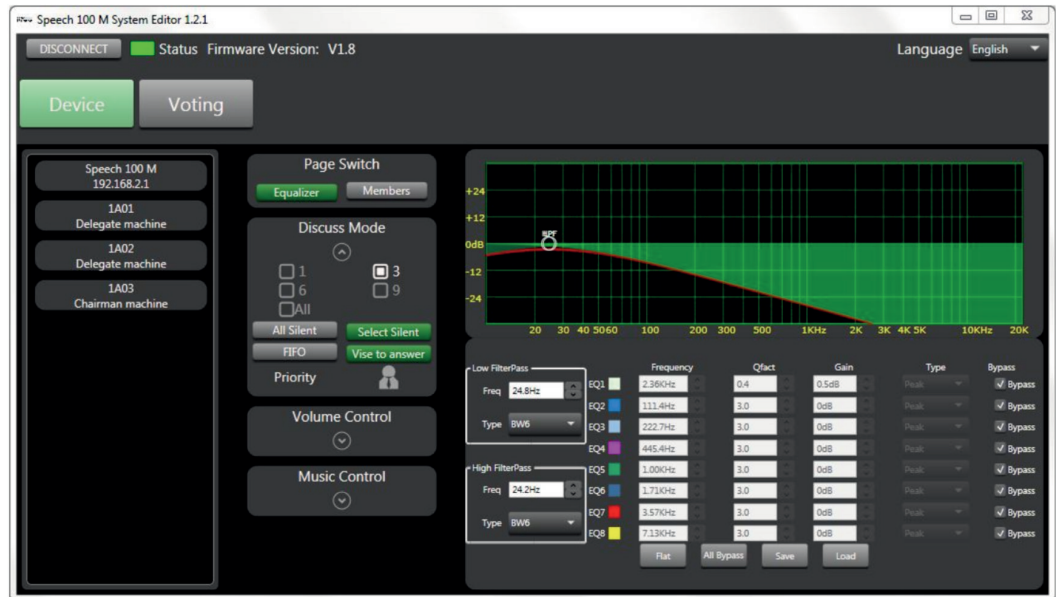 Speech 100 M System Editor 1.2.1
DISCONNECT Status Firmware Version: V1.8 Language English
Device Voting
Speech 100 M
192.168.2.1
1A01
Delegate machine
1A02
Delegate machine
1A03
Chairman machine
Page Switch
Equalizer Members
Discuss Mode
1 3
6 9
All
All Silent Select Silent
FIFO Vise to answer
Priority
Volume Control
Music Control
+24
+12
0dB
-12
-24
20 30 40 50 60 100 200 300 500 1KHz 2K 3K 4K 5K 10KHz 20K
Low FilterPass
Freq 24.8Hz
Type BW6
High FilterPass
Freq 24.2Hz
Type BW6
Frequency Qfact Gain Type Bypass
EQ1 2.36KHz 0.4 0.5dB Peak Bypass
EQ2 111.4Hz 3.0 0dB Peak Bypass
EQ3 222.7Hz 3.0 0dB Peak Bypass
EQ4 445.4Hz 3.0 0dB Peak Bypass
EQ5 1.00KHz 3.0 0dB Peak Bypass
EQ6 1.71KHz 3.0 0dB Peak Bypass
EQ7 3.57KHz 3.0 0dB Peak Bypass
EQ8 7.13KHz 3.0 0dB Peak Bypass
Flat All Bypass Save Load